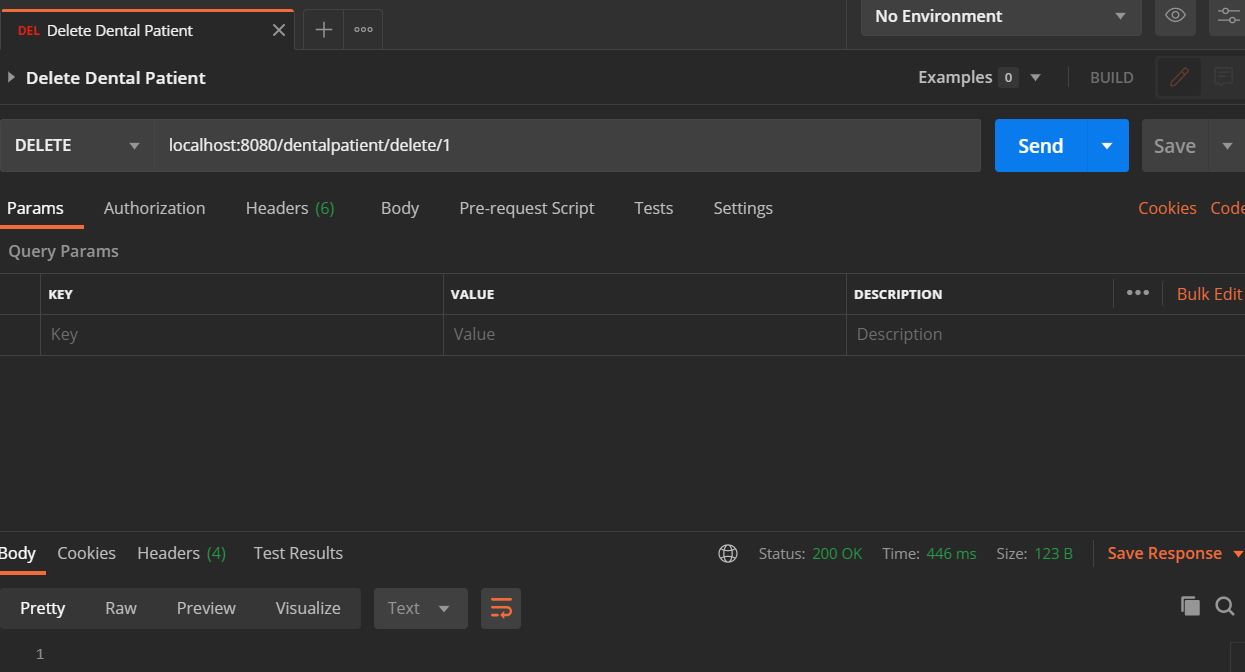 DEL Delete Dental Patient
No Environment
Delete Dental Patient
Examples 0
BUILD
DELETE localhost:8080/dentalpatient/delete/1 Send Save
Params Authorization Headers (6) Body Pre-request Script Tests Settings Cookies Code
Query Params
KEY VALUE DESCRIPTION Bulk Edit
Key Value Description
Body Cookies Headers (4) Test Results Status: 200 OK Time: 446 ms Size: 123 B Save Response
Pretty Raw Preview Visualize Text
1